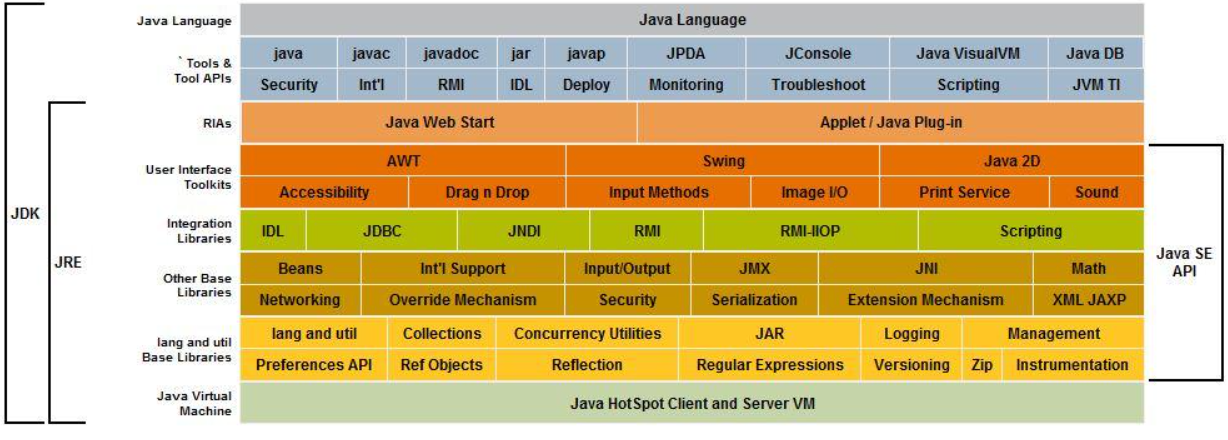 Java Language Java Language
` Tools & Tool APIs
java javac javadoc jar javap JPDA JConsole Java VisualVM Java DB
Security Int'l RMI IDL Deploy Monitoring Troubleshoot Scripting JVM TI
RIAs Java Web Start Applet / Java Plug-in
User Interface
Toolkits
AWT Swing Java 2D
Accessibility Drag n Drop Input Methods Image I/O Print Service Sound
Integration
Libraries
IDL JDBC JNDI RMI RMI-IIOP Scripting
JDK
JRE
Java SE
API
Other Base
Libraries
Beans Int'l Support Input/Output JMX JNI Math
Networking Override Mechanism Security Serialization Extension Mechanism XML JAXP
lang and util
Base Libraries
lang and util Collections Concurrency Utilities JAR Logging Management
Preferences API Ref Objects Reflection Regular Expressions Versioning Zip Instrumentation
Java Virtual
Machine
Java HotSpot Client and Server VM